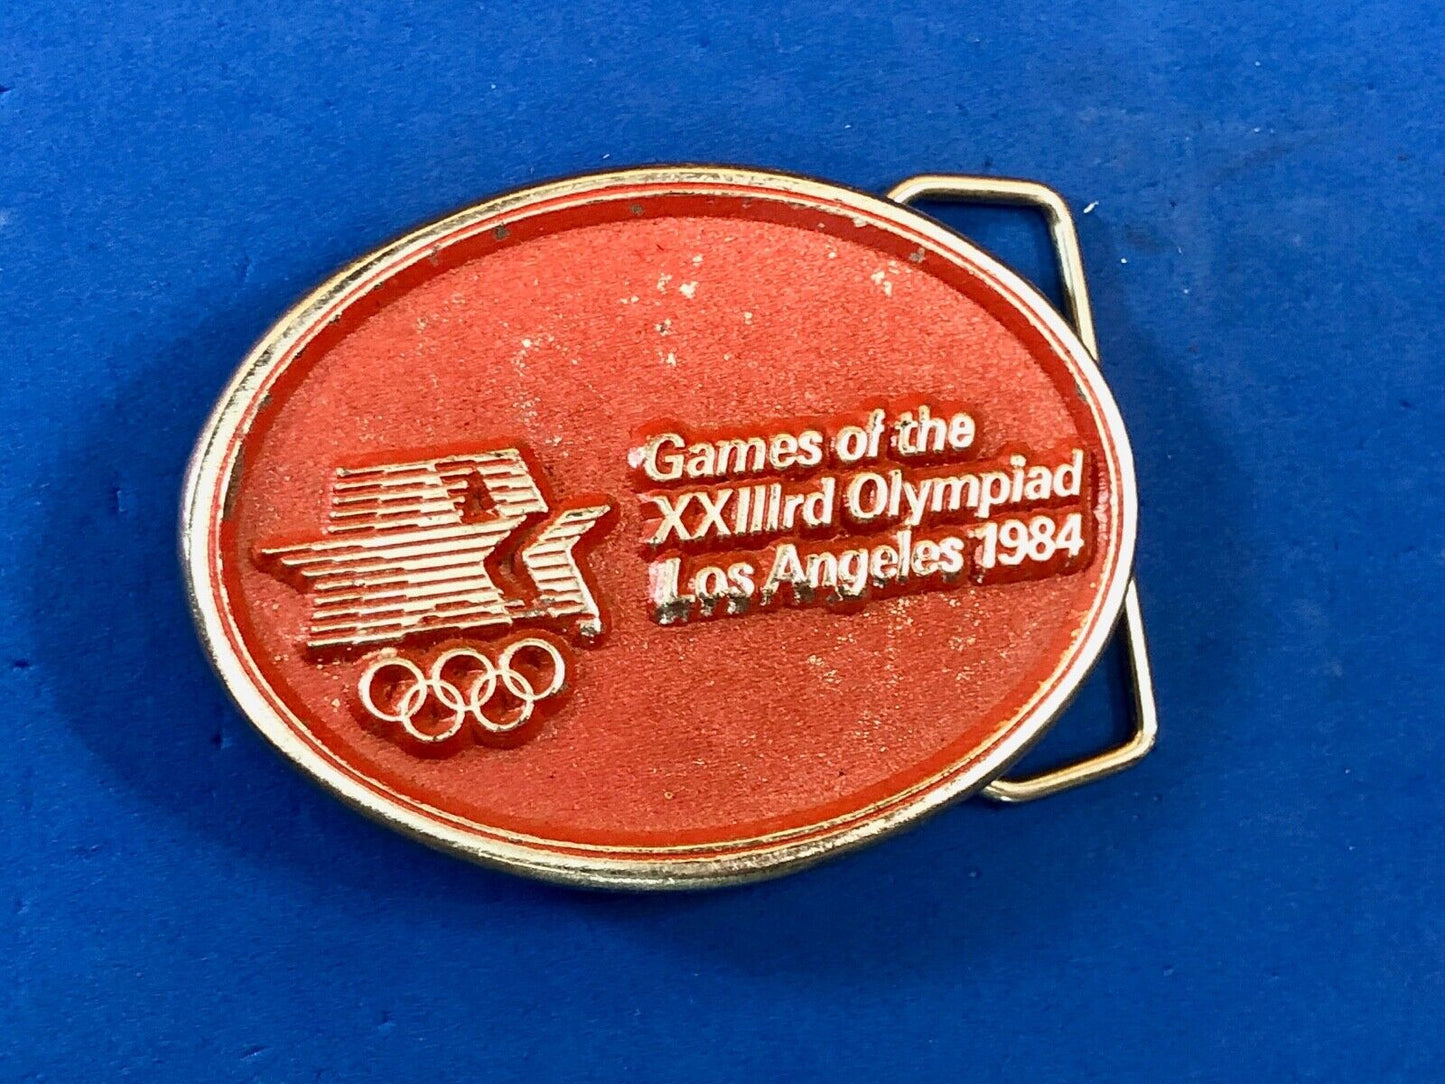 Games of the
XXIIIrd Olympiad
Los Angeles 1984